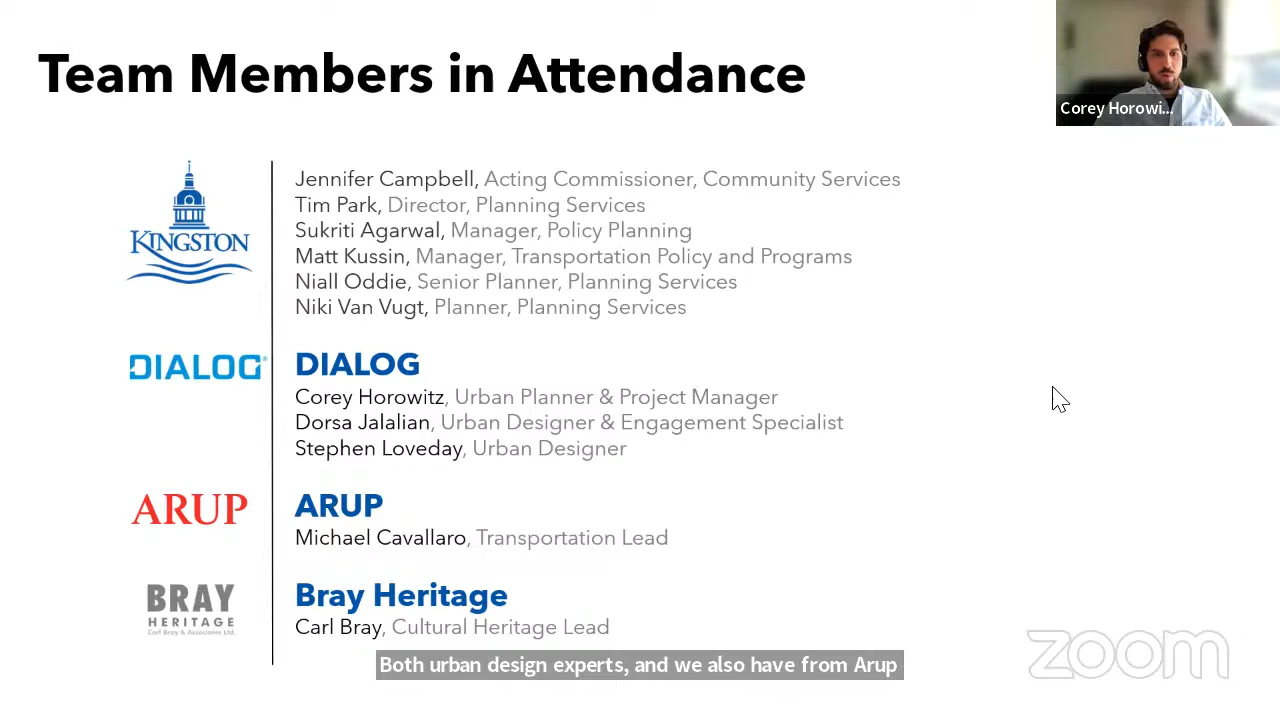 Team Members in Attendance
Corey Horowi...
KINGSTON
Jennifer Campbell, Acting Commissioner, Community Services
Tim Park, Director, Planning Services
Sukriti Agarwal, Manager, Policy Planning
Matt Kussin, Manager, Transportation Policy and Programs
Niall Oddie, Senior Planner, Planning Services
Niki Van Vugt, Planner, Planning Services
DIALOG®
DIALOG
Corey Horowitz, Urban Planner & Project Manager
Dorsa Jalalian, Urban Designer & Engagement Specialist
Stephen Loveday, Urban Designer
ARUP
ARUP
Michael Cavallaro, Transportation Lead
BRAY
HERITAGE
Carl Bray & Associates Ltd.
Bray Heritage
Carl Bray, Cultural Heritage Lead
Both urban design experts, and we also have from Arup
zoom